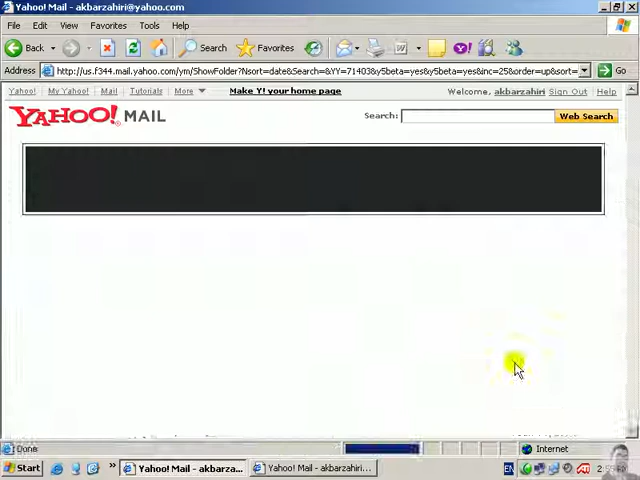 Yahoo! Mail - akbarzahiri@yahoo.com
File Edit View Favorites Tools Help
Back Search Favorites
Address http://us.f344.mail.yahoo.com/ym/ShowFolder?Nsort=date&Search=&YY=71403&y5beta=yes&y5beta=yes&inc=25&order=up&sort= Go
Yahoo! My Yahoo! Mail Tutorials More Make Y! your home page Welcome, akbarzahiri Sign Out Help
YAHOO! MAIL Search: Web Search
Done Internet
Start Yahoo! Mail - akbarza... Yahoo! Mail - akbarzahiri... EN